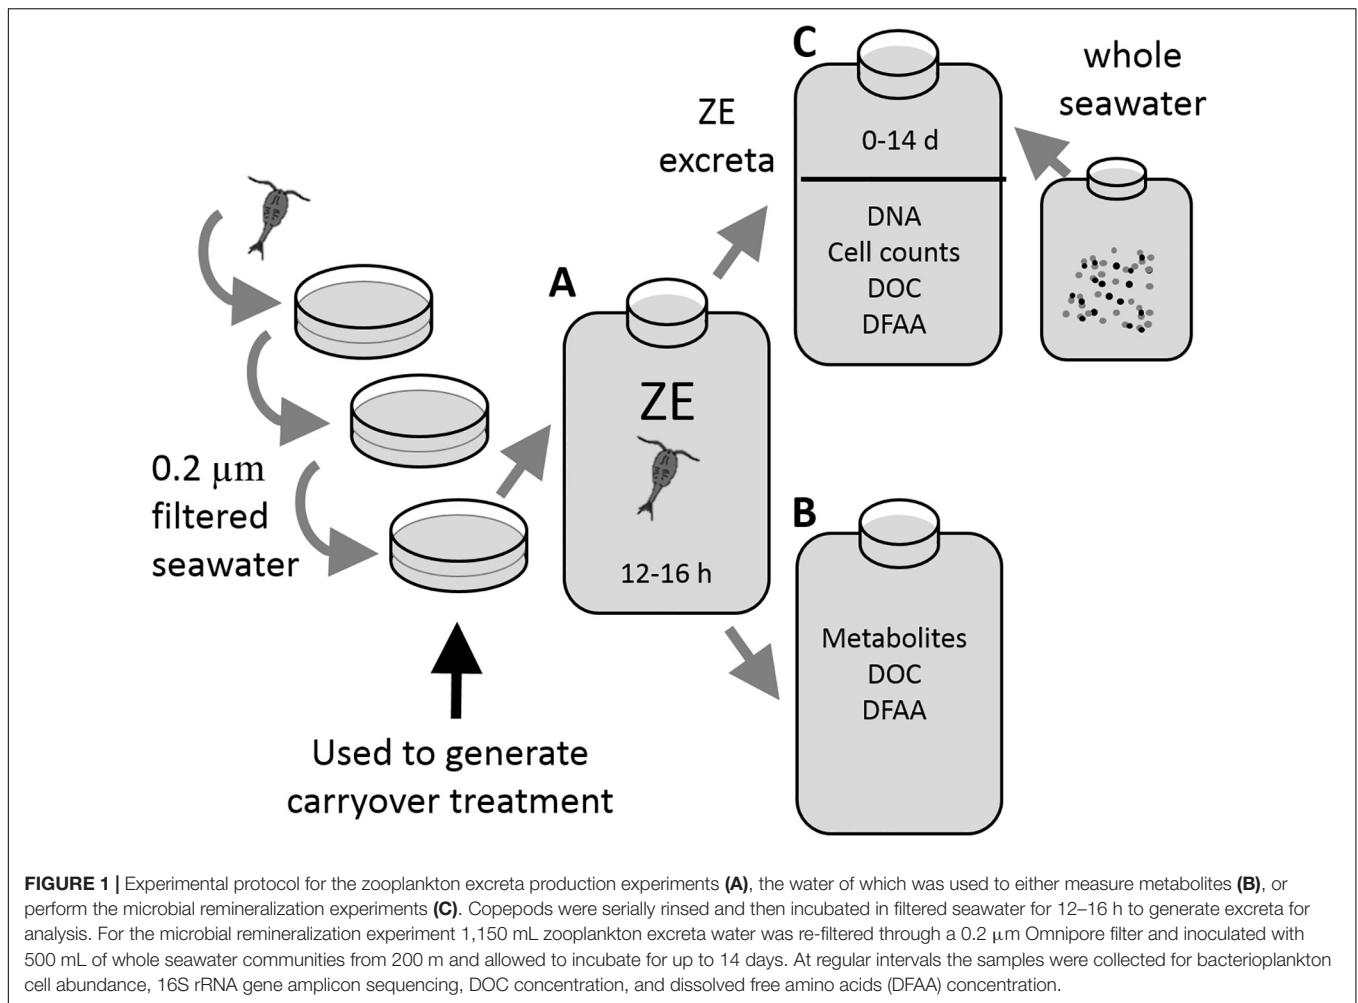 C
whole
seawater
ZE
excreta
0-14 d
DNA
Cell counts
DOC
DFAA
A
ZE
12-16 h
0.2 μm
filtered
seawater
B
Metabolites
DOC
DFAA
Used to generate
carryover treatment
FIGURE 1 | Experimental protocol for the zooplankton excreta production experiments (A), the water of which was used to either measure metabolites (B), or
perform the microbial remineralization experiments (C). Copepods were serially rinsed and then incubated in filtered seawater for 12–16 h to generate excreta for
analysis. For the microbial remineralization experiment 1,150 mL zooplankton excreta water was re-filtered through a 0.2 μm Omnipore filter and inoculated with
500 mL of whole seawater communities from 200 m and allowed to incubate for up to 14 days. At regular intervals the samples were collected for bacterioplankton
cell abundance, 16S rRNA gene amplicon sequencing, DOC concentration, and dissolved free amino acids (DFAA) concentration.